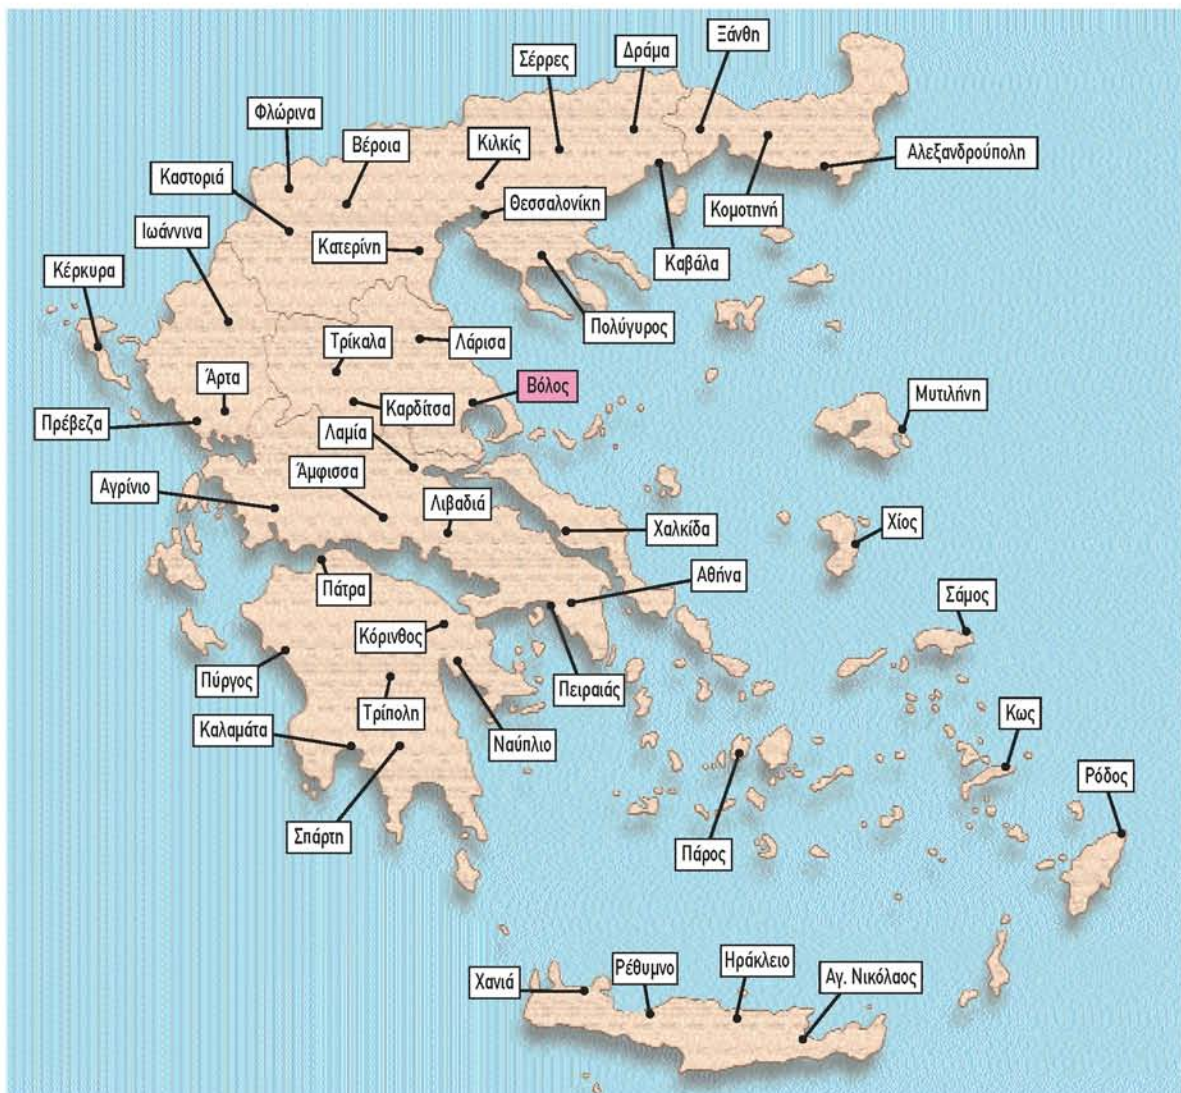 Ξάνθη
Δράμα
Σέρρες
Φλώρινα
Βέροια
Κιλκίς
Αλεξανδρούπολη
Καστοριά
Θεσσαλονίκη
Κομοτηνή
Ιωάννινα
Κατερίνη
Καβάλα
Κέρκυρα
Πολύγυρος
Τρίκαλα
Λάρισα
Άρτα
Βόλος
Μυτιλήνη
Πρέβεζα
Καρδίτσα
Λαμία
Άμφισσα
Αγρίνιο
Λιβαδιά
Χαλκίδα
Χίος
Αθήνα
Πάτρα
Σάμος
Κόρινθος
Πύργος
Πειραιάς
Τρίπολη
Καλαμάτα
Ναύπλιο
Κως
Ρόδος
Σπάρτη
Πάρος
Χανιά
Ρέθυμνο
Ηράκλειο
Αγ. Νικόλαος